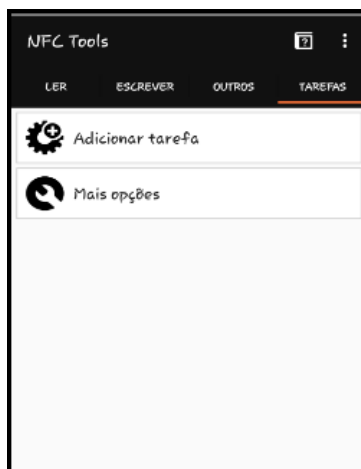 NFC Tools
LER ESCREVER OUTROS TAREFAS
Adicionar tarefa
Mais opções